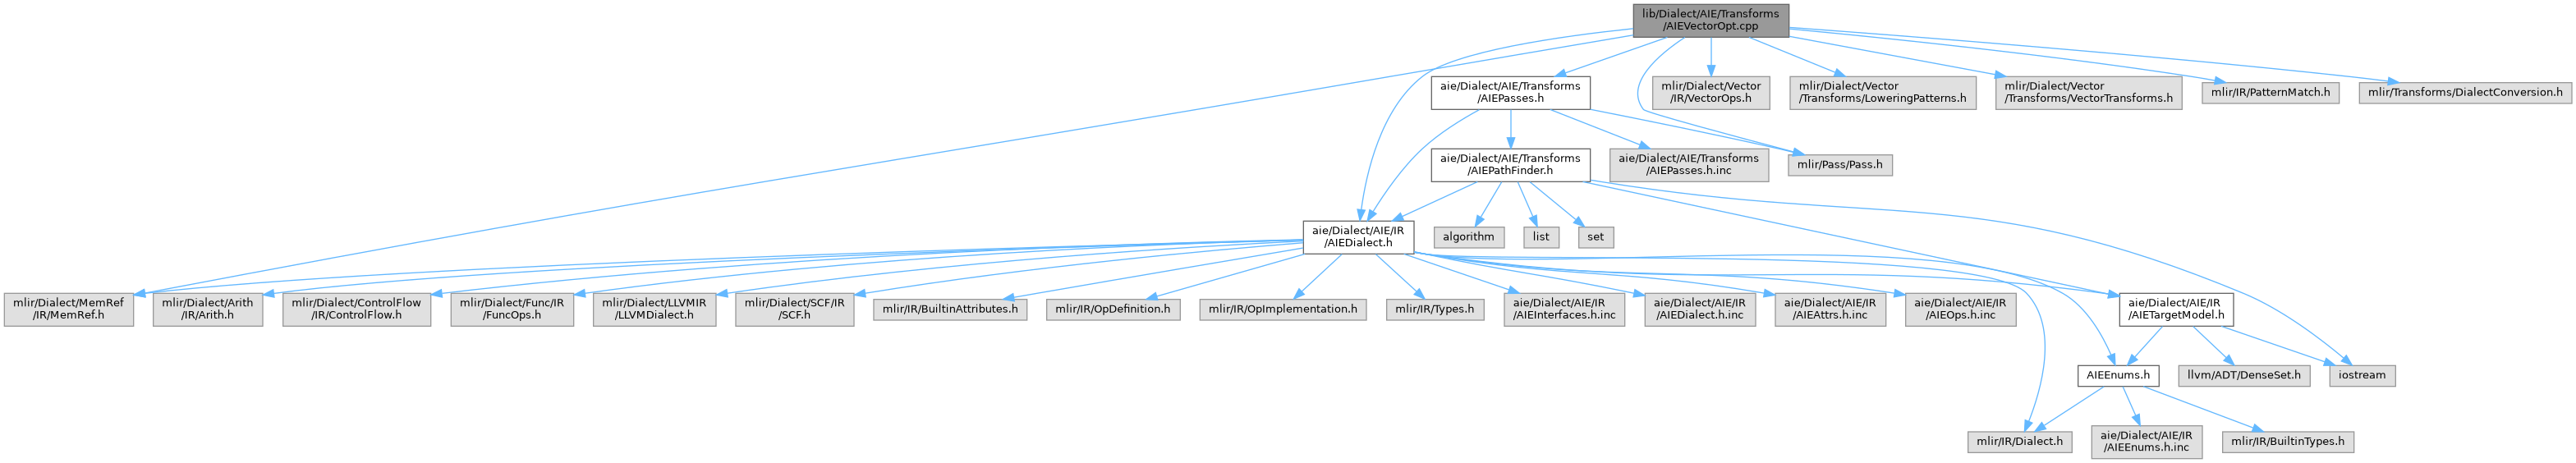 lib/Dialect/AIE/Transforms
/AIEVectorOpt.cpp
aie/Dialect/AIE/Transforms
/AIEPasses.h
mlir/Dialect/Vector
/IR/VectorOps.h
mlir/Dialect/Vector
/Transforms/LoweringPatterns.h
mlir/Dialect/Vector
/Transforms/VectorTransforms.h
mlir/IR/PatternMatch.h
mlir/Transforms/DialectConversion.h
aie/Dialect/AIE/Transforms
/AIEPathFinder.h
aie/Dialect/AIE/Transforms
/AIEPasses.h.inc
mlir/Pass/Pass.h
aie/Dialect/AIE/IR
/AIEDialect.h
algorithm
list
set
mlir/Dialect/MemRef
/IR/MemRef.h
mlir/Dialect/Arith
/IR/Arith.h
mlir/Dialect/ControlFlow
/IR/ControlFlow.h
mlir/Dialect/Func/IR
/FuncOps.h
mlir/Dialect/LLVMIR
/LLVMDialect.h
mlir/Dialect/SCF/IR
/SCF.h
mlir/IR/BuiltinAttributes.h
mlir/IR/OpDefinition.h
mlir/IR/OpImplementation.h
mlir/IR/Types.h
aie/Dialect/AIE/IR
/AIEInterfaces.h.inc
aie/Dialect/AIE/IR
/AIEDialect.h.inc
aie/Dialect/AIE/IR
/AIEAttrs.h.inc
aie/Dialect/AIE/IR
/AIEOps.h.inc
aie/Dialect/AIE/IR
/AIETargetModel.h
AIEEnums.h
llvm/ADT/DenseSet.h
iostream
mlir/IR/Dialect.h
aie/Dialect/AIE/IR
/AIEEnums.h.inc
mlir/IR/BuiltinTypes.h